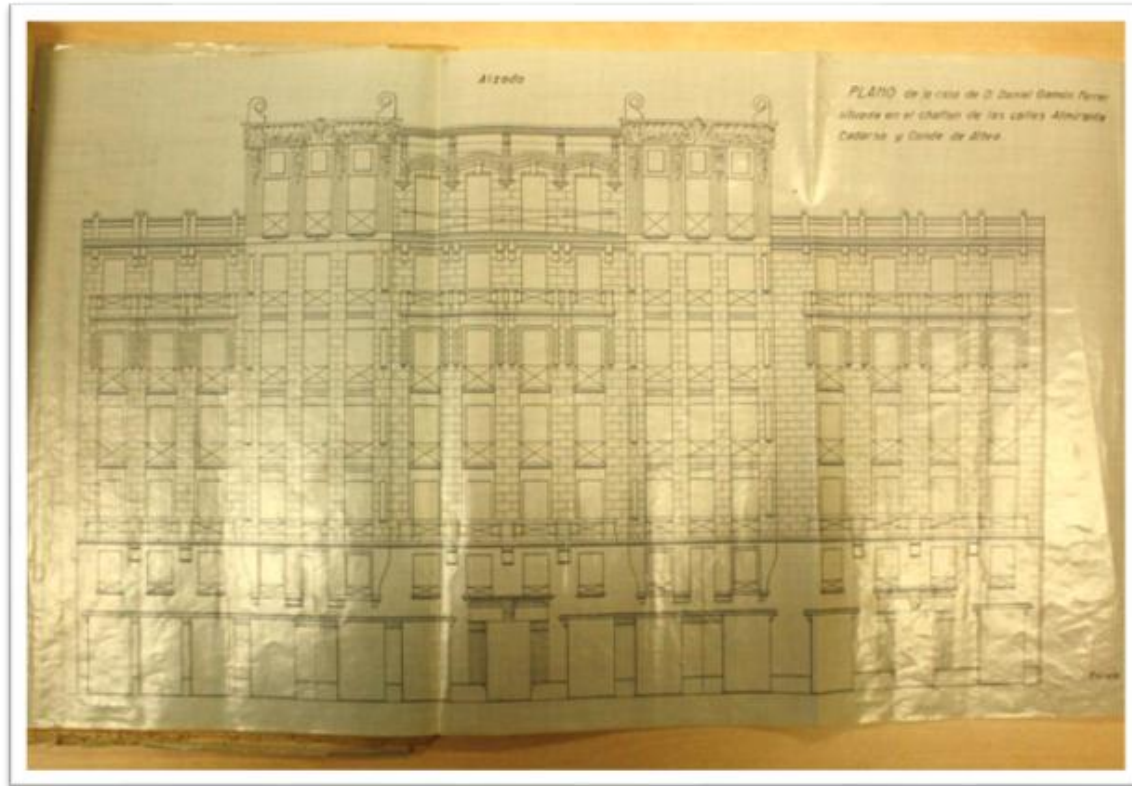 Alzado
PLANO de la casa de D. Daniel Gamón Ferrer
situada en el chaflan de las calles Almirante
Cadarso y Conde de Altea.